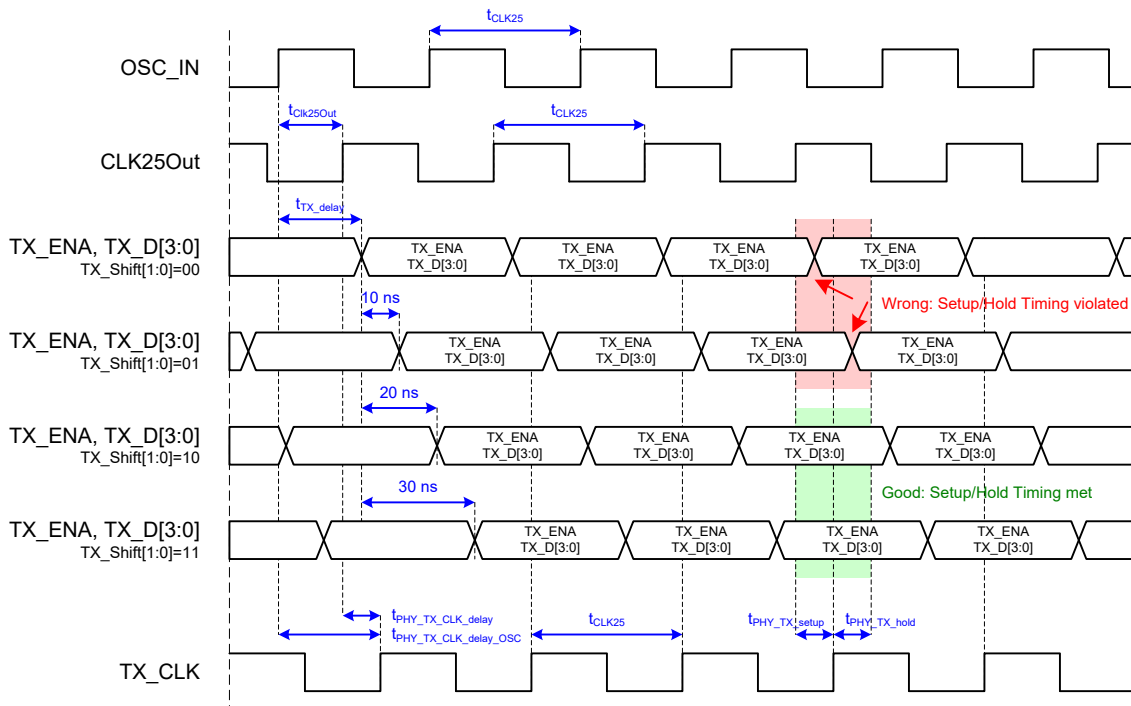 tCLK25
OSC_IN
tClk25Out
tCLK25
CLK25Out
tTX_delay
TX_ENA, TX_D[3:0]
TX_Shift[1:0]=00
TX_ENA
TX_D[3:0]
TX_ENA
TX_D[3:0]
TX_ENA
TX_D[3:0]
TX_ENA
TX_D[3:0]
10 ns
Wrong: Setup/Hold Timing violated
TX_ENA, TX_D[3:0]
TX_Shift[1:0]=01
TX_ENA
TX_D[3:0]
TX_ENA
TX_D[3:0]
TX_ENA
TX_D[3:0]
TX_ENA
TX_D[3:0]
20 ns
TX_ENA, TX_D[3:0]
TX_Shift[1:0]=10
TX_ENA
TX_D[3:0]
TX_ENA
TX_D[3:0]
TX_ENA
TX_D[3:0]
TX_ENA
TX_D[3:0]
30 ns
Good: Setup/Hold Timing met
TX_ENA, TX_D[3:0]
TX_Shift[1:0]=11
TX_ENA
TX_D[3:0]
TX_ENA
TX_D[3:0]
TX_ENA
TX_D[3:0]
TX_ENA
TX_D[3:0]
tPHY_TX_CLK_delay
tPHY_TX_CLK_delay_OSC
tCLK25
tPHY_TX_setup
tPHY_TX_hold
TX_CLK